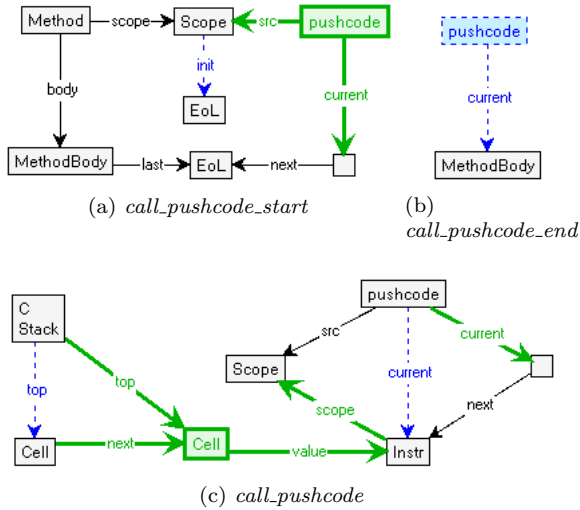 Method
scope
Scope
src
pushcode
body
init
current
EoL
MethodBody
last
EoL
next
(a) call_pushcode_start
pushcode
current
MethodBody
(b)
call_pushcode_end
C
Stack
top
top
Cell
next
Cell
value
pushcode
src
current
current
Scope
scope
next
Instr
(c) call_pushcode